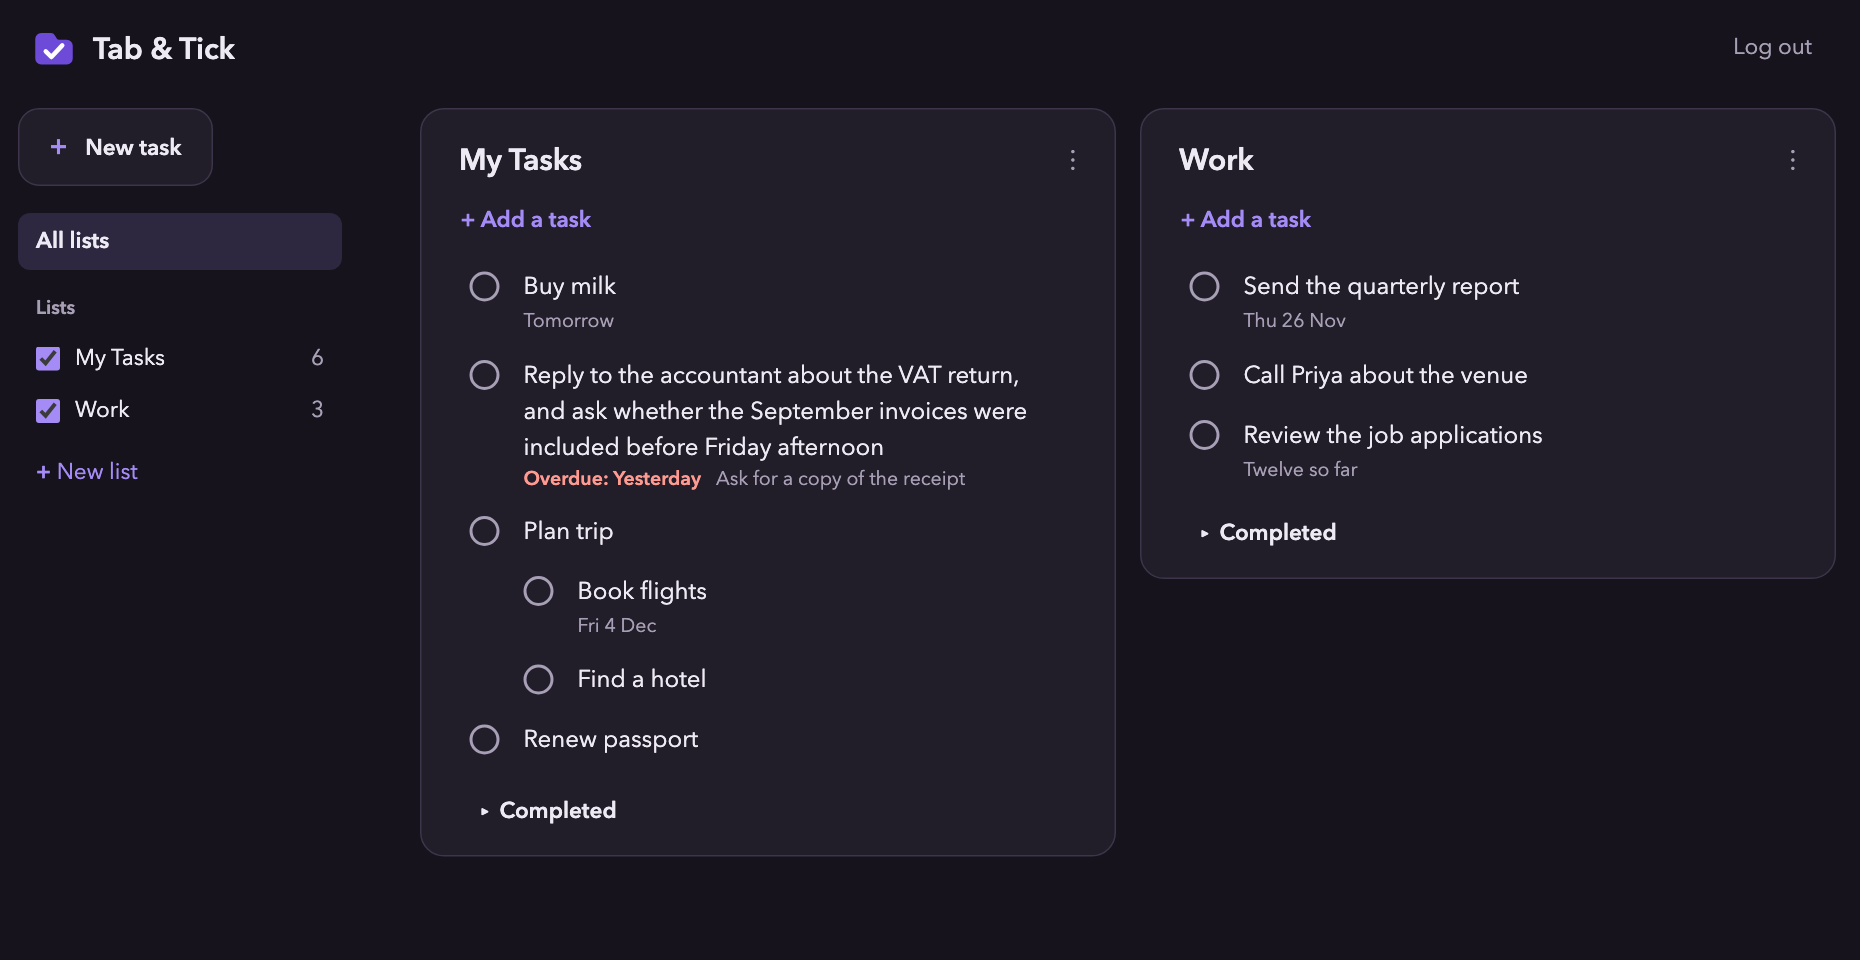 Tab & Tick
Log out
+ New task
All lists
Lists
My Tasks 6
Work 3
+ New list
My Tasks
+ Add a task
Buy milk
Tomorrow
Reply to the accountant about the VAT return,
and ask whether the September invoices were
included before Friday afternoon
Overdue: Yesterday Ask for a copy of the receipt
Plan trip
Book flights
Fri 4 Dec
Find a hotel
Renew passport
Completed
Work
+ Add a task
Send the quarterly report
Thu 26 Nov
Call Priya about the venue
Review the job applications
Twelve so far
Completed